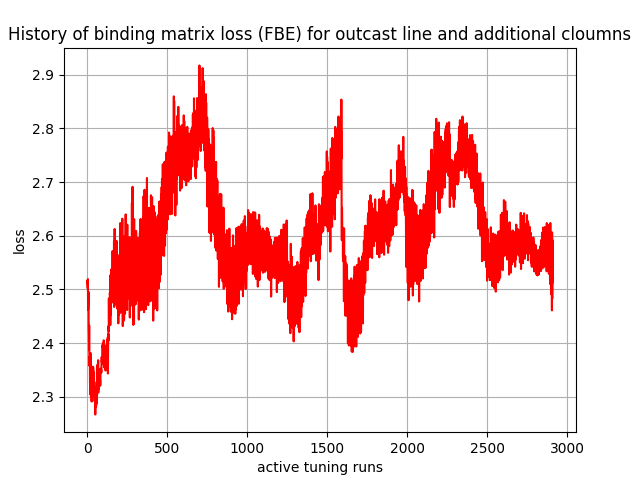 History of binding matrix loss (FBE) for outcast line and additional cloumns
2.9
2.8
2.7
2.6
2.5
2.4
2.3
loss
0 500 1000 1500 2000 2500 3000
active tuning runs